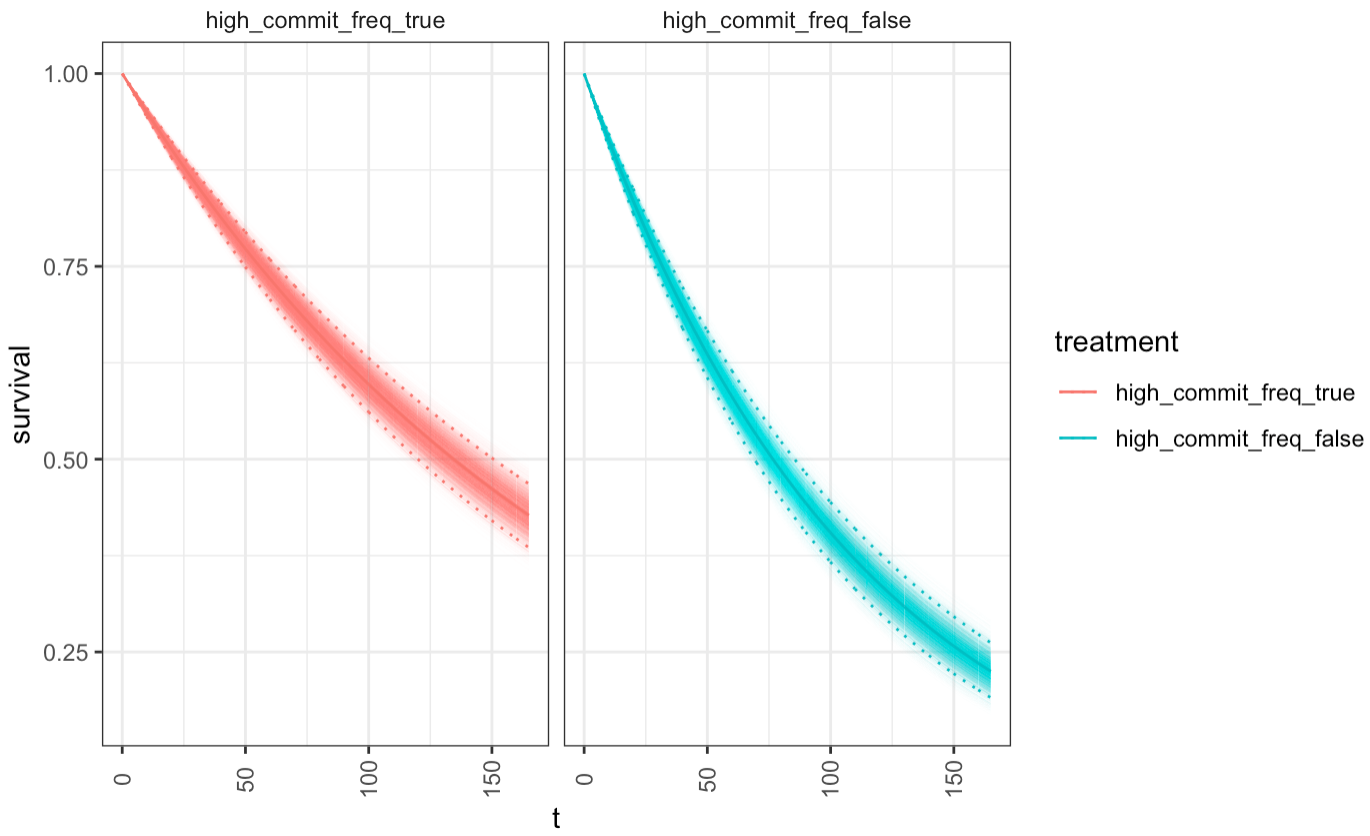 high_commit_freq_true
high_commit_freq_false
1.00
0.75
0.50
0.25
survival
0
50
100
150
0
50
100
150
t
treatment
high_commit_freq_true
high_commit_freq_false